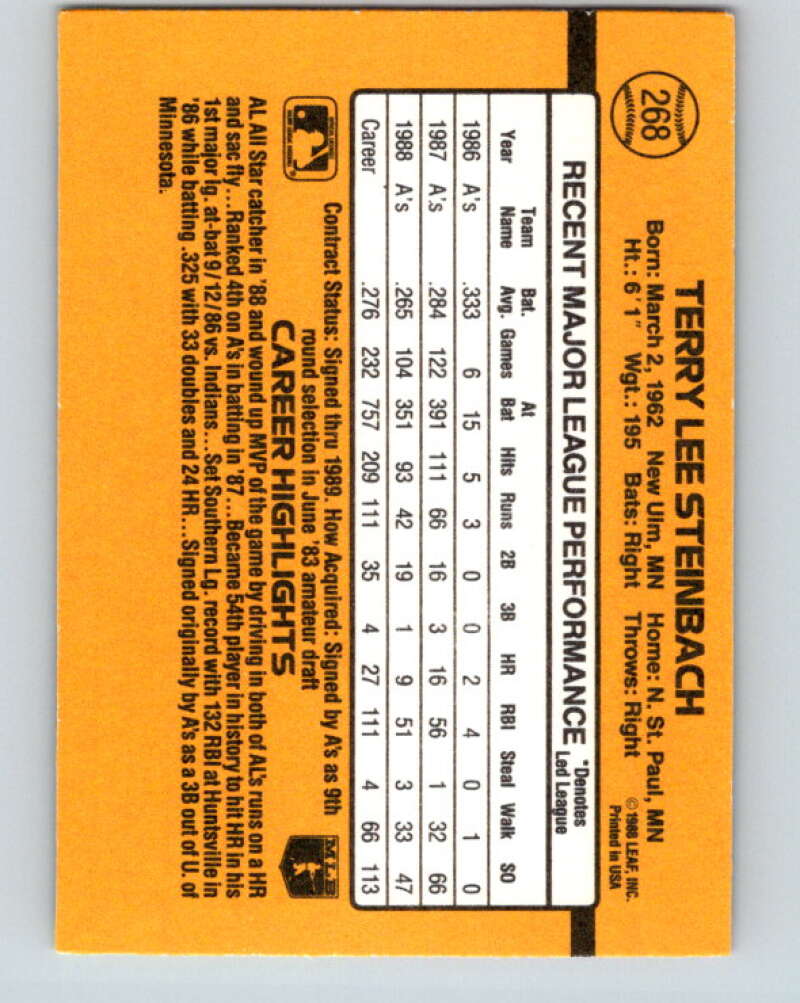 268
TERRY LEE STEINBACH
Born: March 2, 1962 New Ulm, MN Home: N. St. Paul, MN
Ht.: 6'1" Wgt.: 195 Bats: Right Throws: Right
©1988 LEAF, INC.
Printed in USA
RECENT MAJOR LEAGUE PERFORMANCE
*Denotes
Led League
Year Team Name Bat. Avg. Games At Bat Hits Runs 2B 3B HR RBI Steal Walk SO
1986 A's .333 6 15 5 3 0 0 2 4 0 1 0
1987 A's .284 122 391 111 66 16 3 16 56 1 32 66
1988 A's .265 104 351 93 42 19 1 9 51 3 33 47
Career .276 232 757 209 111 35 4 27 111 4 66 113
Contract Status: Signed thru 1989. How Acquired: Signed by A's as 9th
round selection in June '83 amateur draft
CAREER HIGHLIGHTS
MLB
AL All Star catcher in '88 and wound up MVP of the game by driving in both of AL's runs on a HR
and sac fly...Ranked 4th on A's in batting in '87...Became 54th player in history to hit HR in his
1st major lg. at-bat 9/12/86 vs. Indians...Set Southern Lg. record with 132 RBI at Huntsville in
'86 while batting .325 with 33 doubles and 24 HR...Signed originally by A's as a 3B out of U. of
Minnesota.